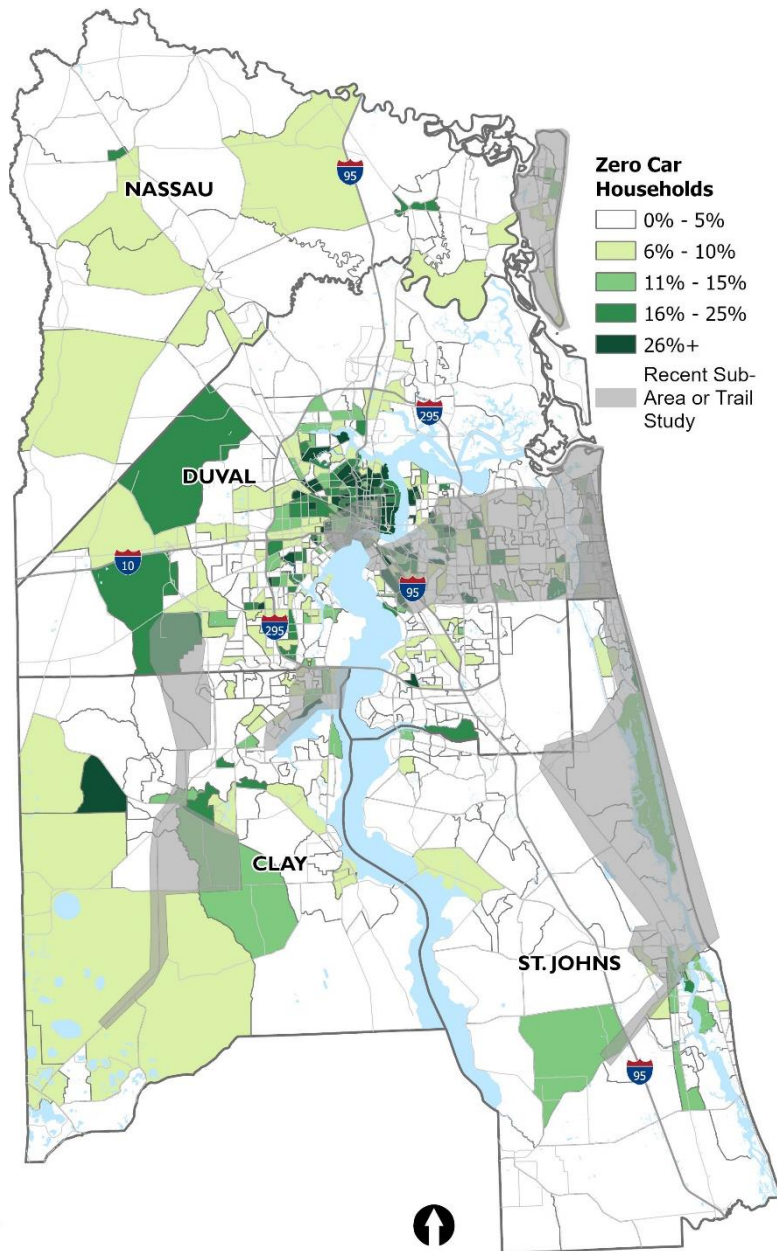 Zero Car
Households
0% - 5%
6% - 10%
11% - 15%
16% - 25%
26%+
Recent Sub-
Area or Trail
Study
NASSAU
95
295
DUVAL
10
95
295
CLAY
ST. JOHNS
95